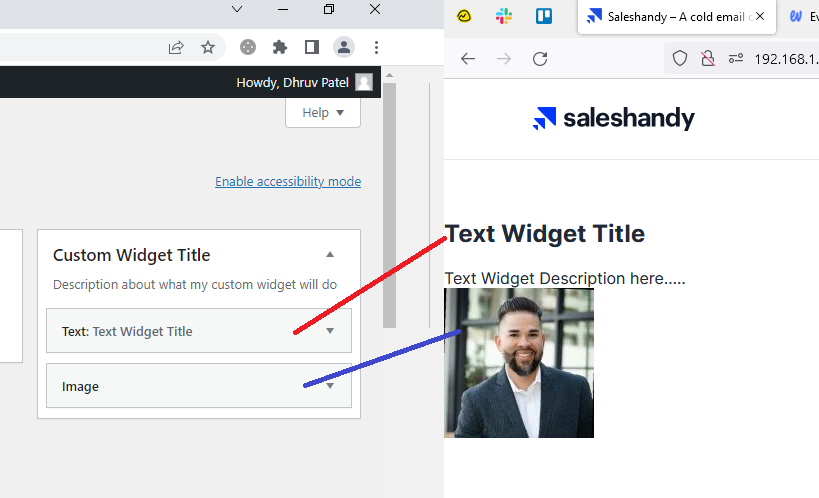 Howdy, Dhruv Patel
Help
Enable accessibility mode
Custom Widget Title
Description about what my custom widget will do
Text: Text Widget Title
Image
Saleshandy – A cold email
192.168.1.
saleshandy
Text Widget Title
Text Widget Description here.....